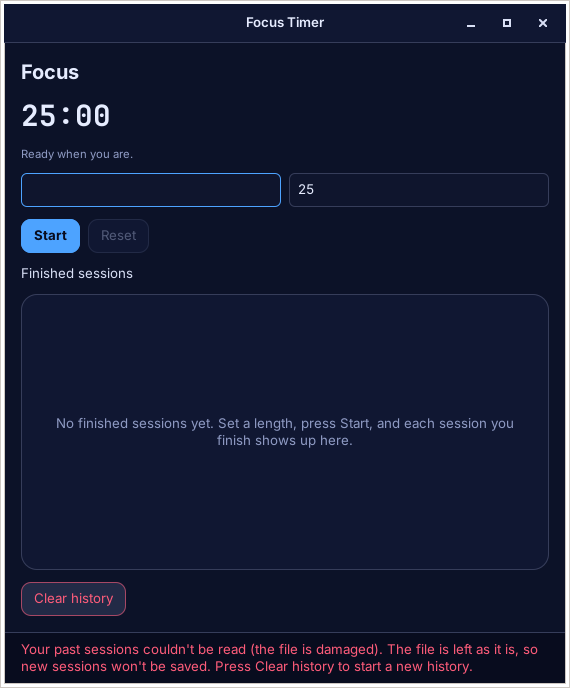 Focus Timer
Focus
25:00
Ready when you are.
25
Start
Reset
Finished sessions
No finished sessions yet. Set a length, press Start, and each session you
finish shows up here.
Clear history
Your past sessions couldn't be read (the file is damaged). The file is left as it is, so
new sessions won't be saved. Press Clear history to start a new history.